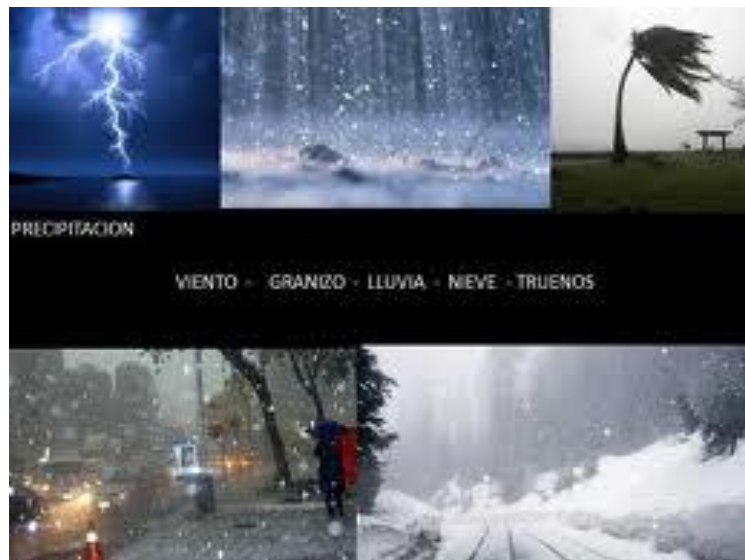 PRECIPITACION
VIENTO - GRANIZO - LLUVIA - NIEVE - TRUENOS